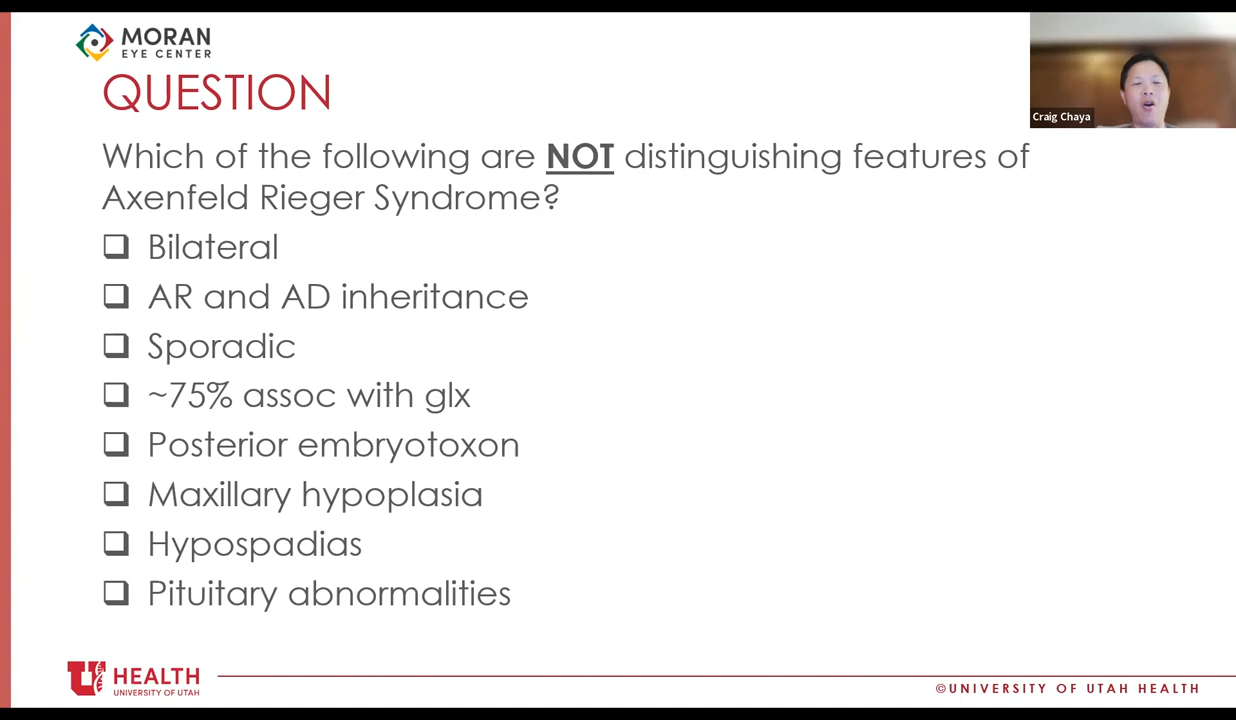 MORAN
EYE CENTER
QUESTION
Craig Chaya
Which of the following are NOT distinguishing features of
Axenfeld Rieger Syndrome?
Bilateral
AR and AD inheritance
Sporadic
~75% assoc with glx
Posterior embryotoxon
Maxillary hypoplasia
Hypospadias
Pituitary abnormalities
U HEALTH
UNIVERSITY OF UTAH
©UNIVERSITY OF UTAH HEALTH